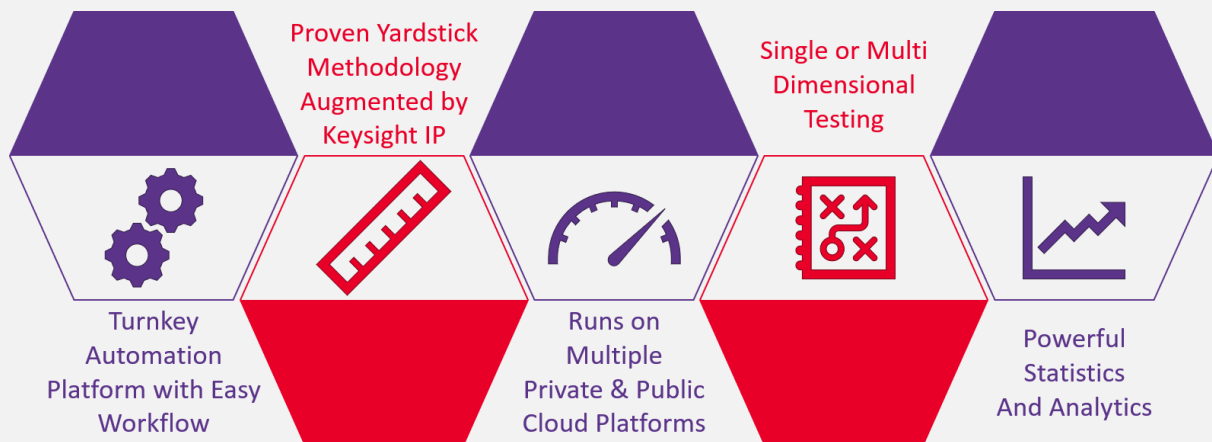 Turnkey
Automation
Platform with Easy
Workflow
Proven Yardstick
Methodology
Augmented by
Keysight IP
Runs on
Multiple
Private & Public
Cloud Platforms
Single or Multi
Dimensional
Testing
Powerful
Statistics
And Analytics